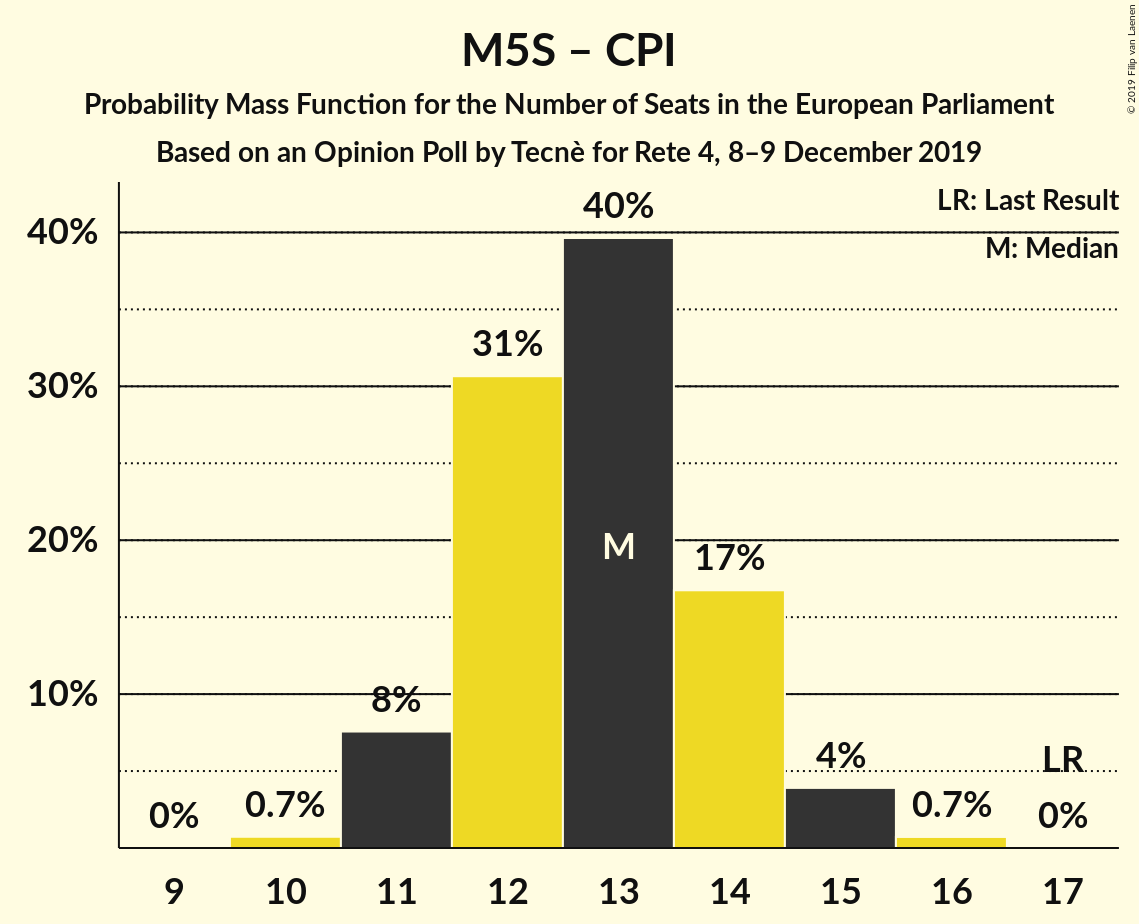 M5S – CPI
Probability Mass Function for the Number of Seats in the European Parliament
Based on an Opinion Poll by Tecnè for Rete 4, 8–9 December 2019
© 2019 Filip van Laenen
LR: Last Result
M: Median
40%
30%
20%
10%
0%
0.7%
8%
31%
40%
M
17%
4%
0.7%
LR
0%
9 10 11 12 13 14 15 16 17